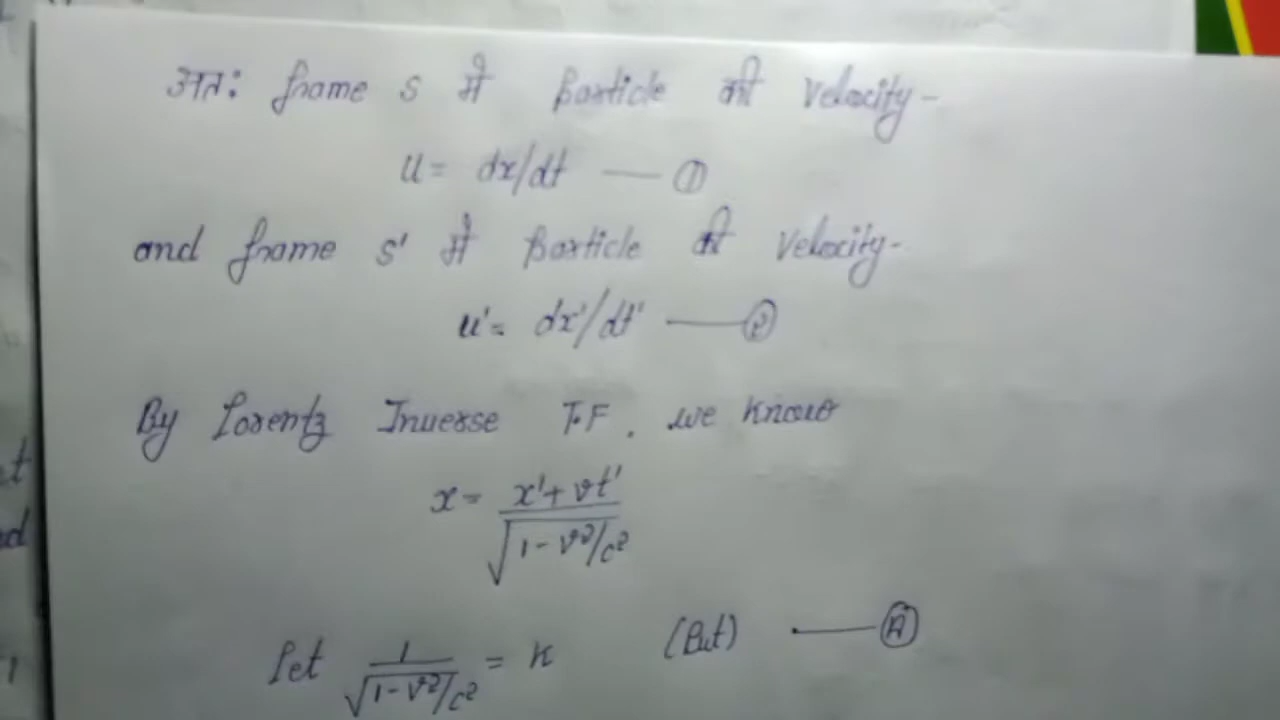 अतः frame S में particle की velocity-
u = dx/dt — ①
and frame S' में particle की velocity-
u' = dx'/dt' — ②
By Lorentz Inverse T.F. we know
x = x' + vt' / √1 - v²/c²
Let 1/√1 - v²/c² = K (But) — Ⓐ